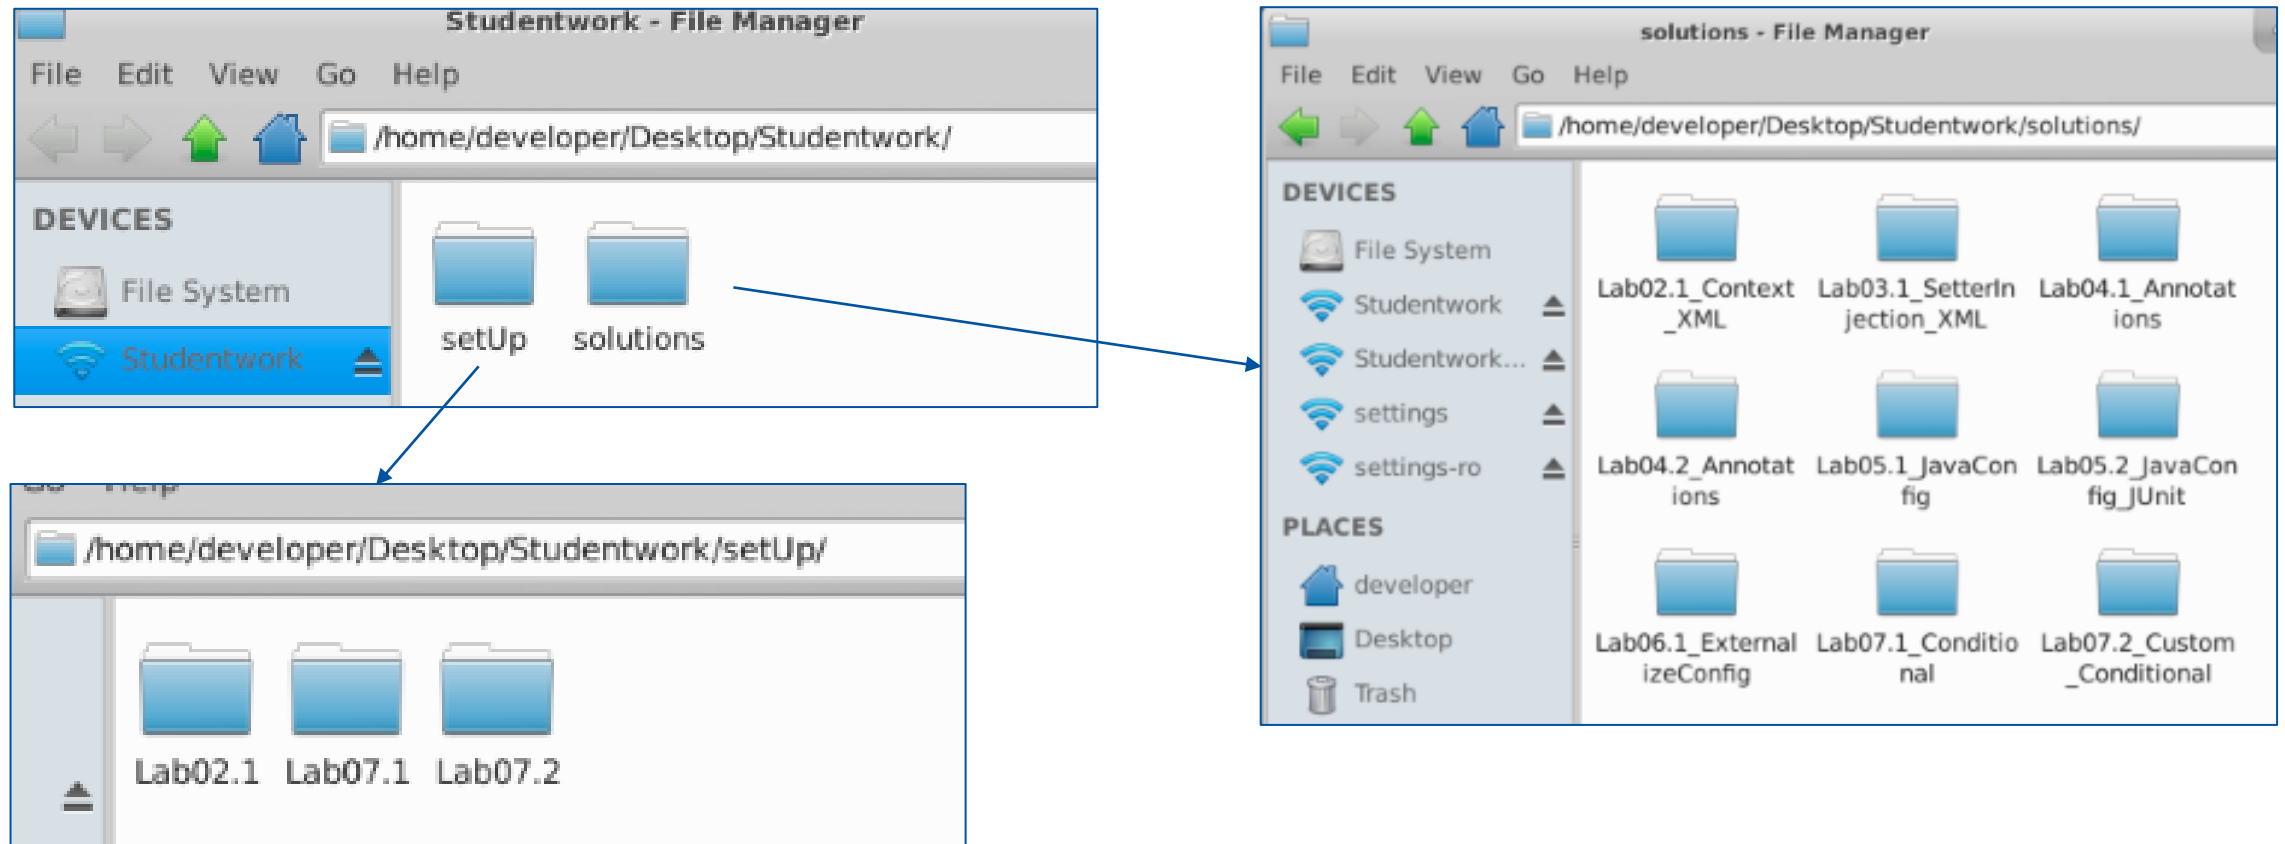 Studentwork - File Manager
File Edit View Go Help
/home/developer/Desktop/Studentwork/
DEVICES
File System
Studentwork
setUp solutions
solutions - File Manager
File Edit View Go Help
/home/developer/Desktop/Studentwork/solutions/
DEVICES
File System
Studentwork
Studentwork...
settings
settings-ro
PLACES
developer
Desktop
Trash
Lab02.1_Context Lab03.1_SetterIn Lab04.1_Annotat
_XML jection_XML ions
Lab04.2_Annotat Lab05.1_JavaCon Lab05.2_JavaCon
ions fig fig_JUnit
Lab06.1_External Lab07.1_Conditio Lab07.2_Custom
izeConfig nal _Conditional
Go Help
/home/developer/Desktop/Studentwork/setUp/
Lab02.1 Lab07.1 Lab07.2